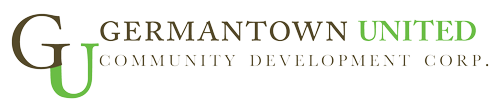 GU
GERMANTOWN UNITED
COMMUNITY DEVELOPMENT CORP.